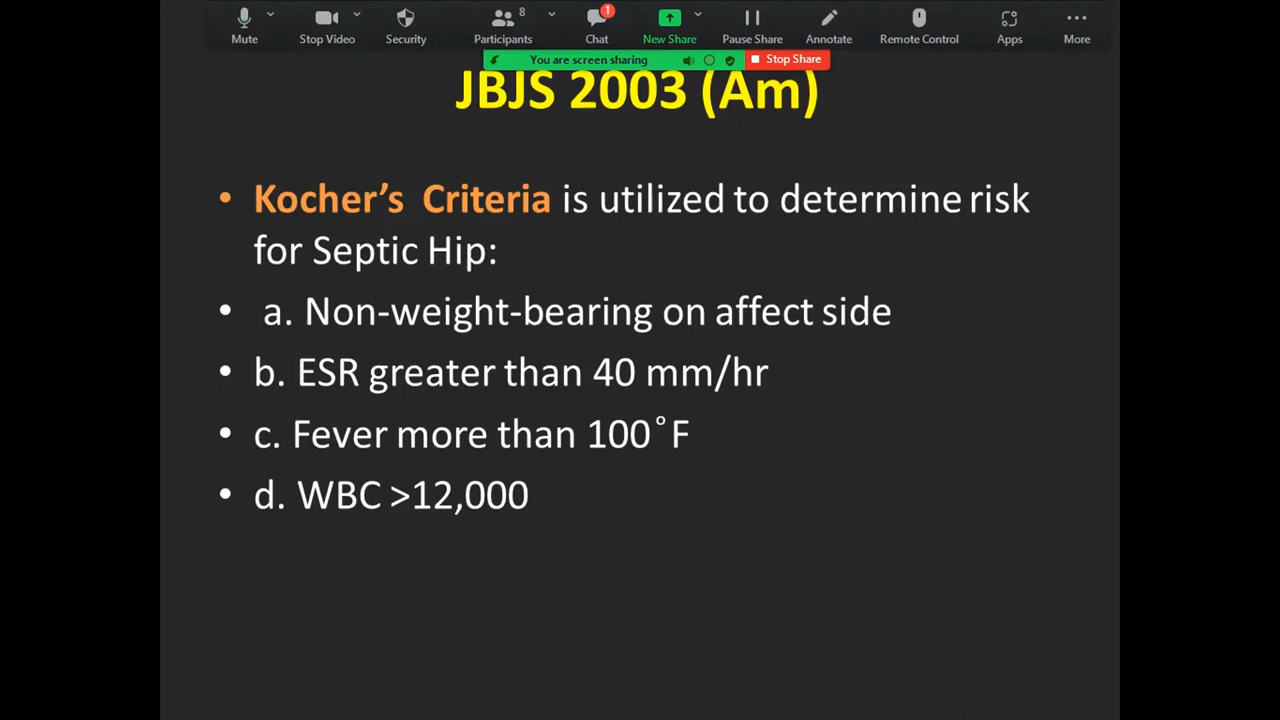 8
1
Mute
Stop Video
Security
Participants
Chat
New Share
Pause Share
Annotate
Remote Control
Apps
More
You are screen sharing
Stop Share
JBJS 2003 (Am)
• Kocher’s Criteria is utilized to determine risk
for Septic Hip:
• a. Non-weight-bearing on affect side
• b. ESR greater than 40 mm/hr
• c. Fever more than 100˚F
• d. WBC >12,000